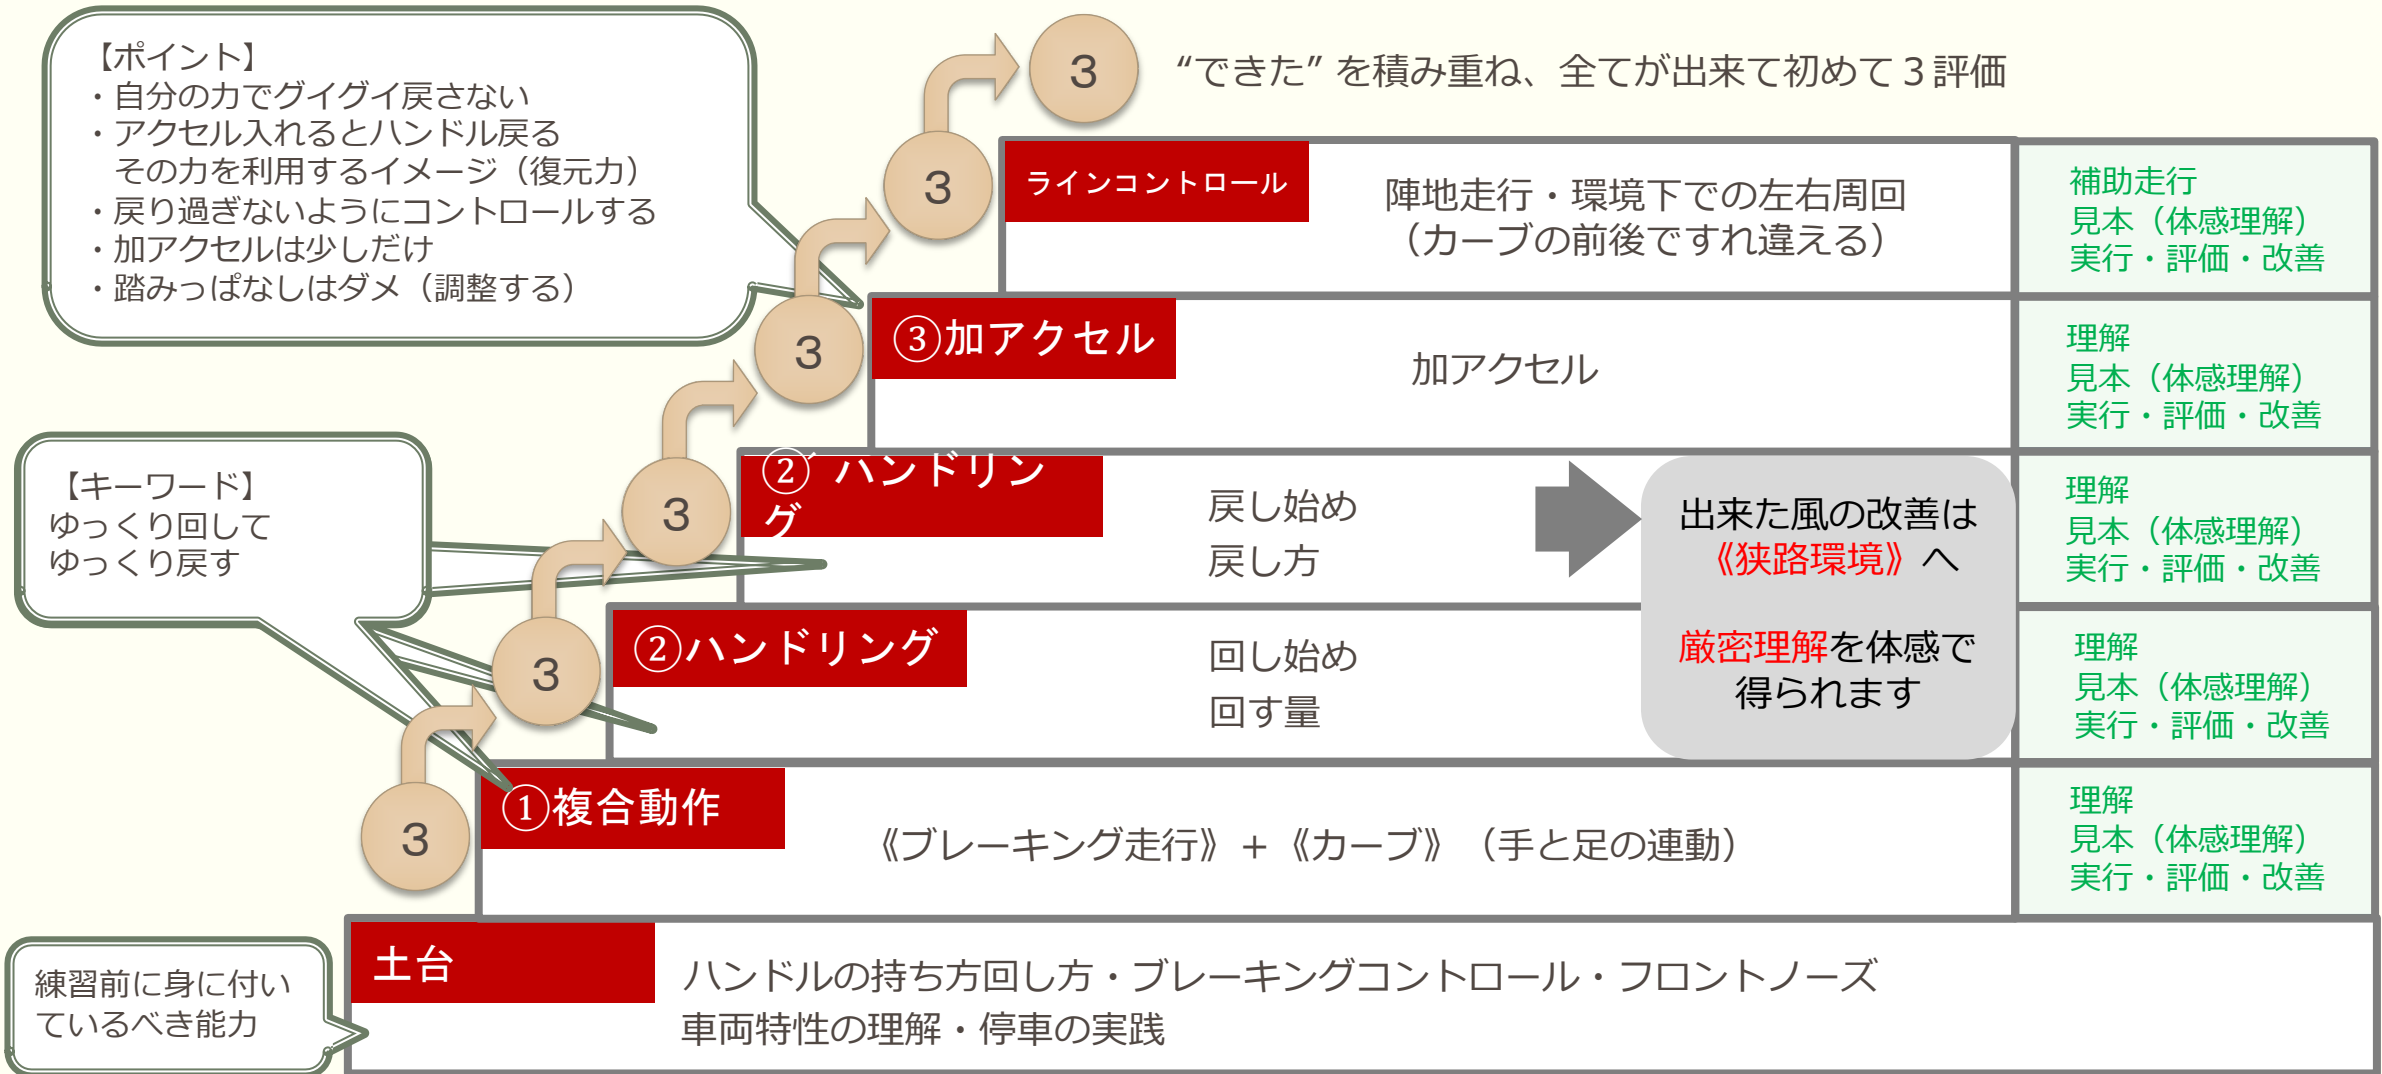 【ポイント】
・自分の力でグイグイ戻さない
・アクセル入れるとハンドル戻る
その力を利用するイメージ（復元力）
・戻り過ぎないようにコントロールする
・加アクセルは少しだけ
・踏みっぱなしはダメ（調整する）
3
“できた” を積み重ね、全てが出来て初めて３評価
3
ラインコントロール
陣地走行・環境下での左右周回
（カーブの前後ですれ違える）
補助走行
見本（体感理解）
実行・評価・改善
3
③加アクセル
加アクセル
理解
見本（体感理解）
実行・評価・改善
【キーワード】
ゆっくり回して
ゆっくり戻す
3
②´ ハンドリン
グ
戻し始め
戻し方
出来た風の改善は
《狭路環境》へ
厳密理解を体感で
得られます
理解
見本（体感理解）
実行・評価・改善
3
②ハンドリング
回し始め
回す量
理解
見本（体感理解）
実行・評価・改善
3
①複合動作
《ブレーキング走行》＋《カーブ》（手と足の連動）
理解
見本（体感理解）
実行・評価・改善
練習前に身に付い
ているべき能力
土台
ハンドルの持ち方回し方・ブレーキングコントロール・フロントノーズ
車両特性の理解・停車の実践